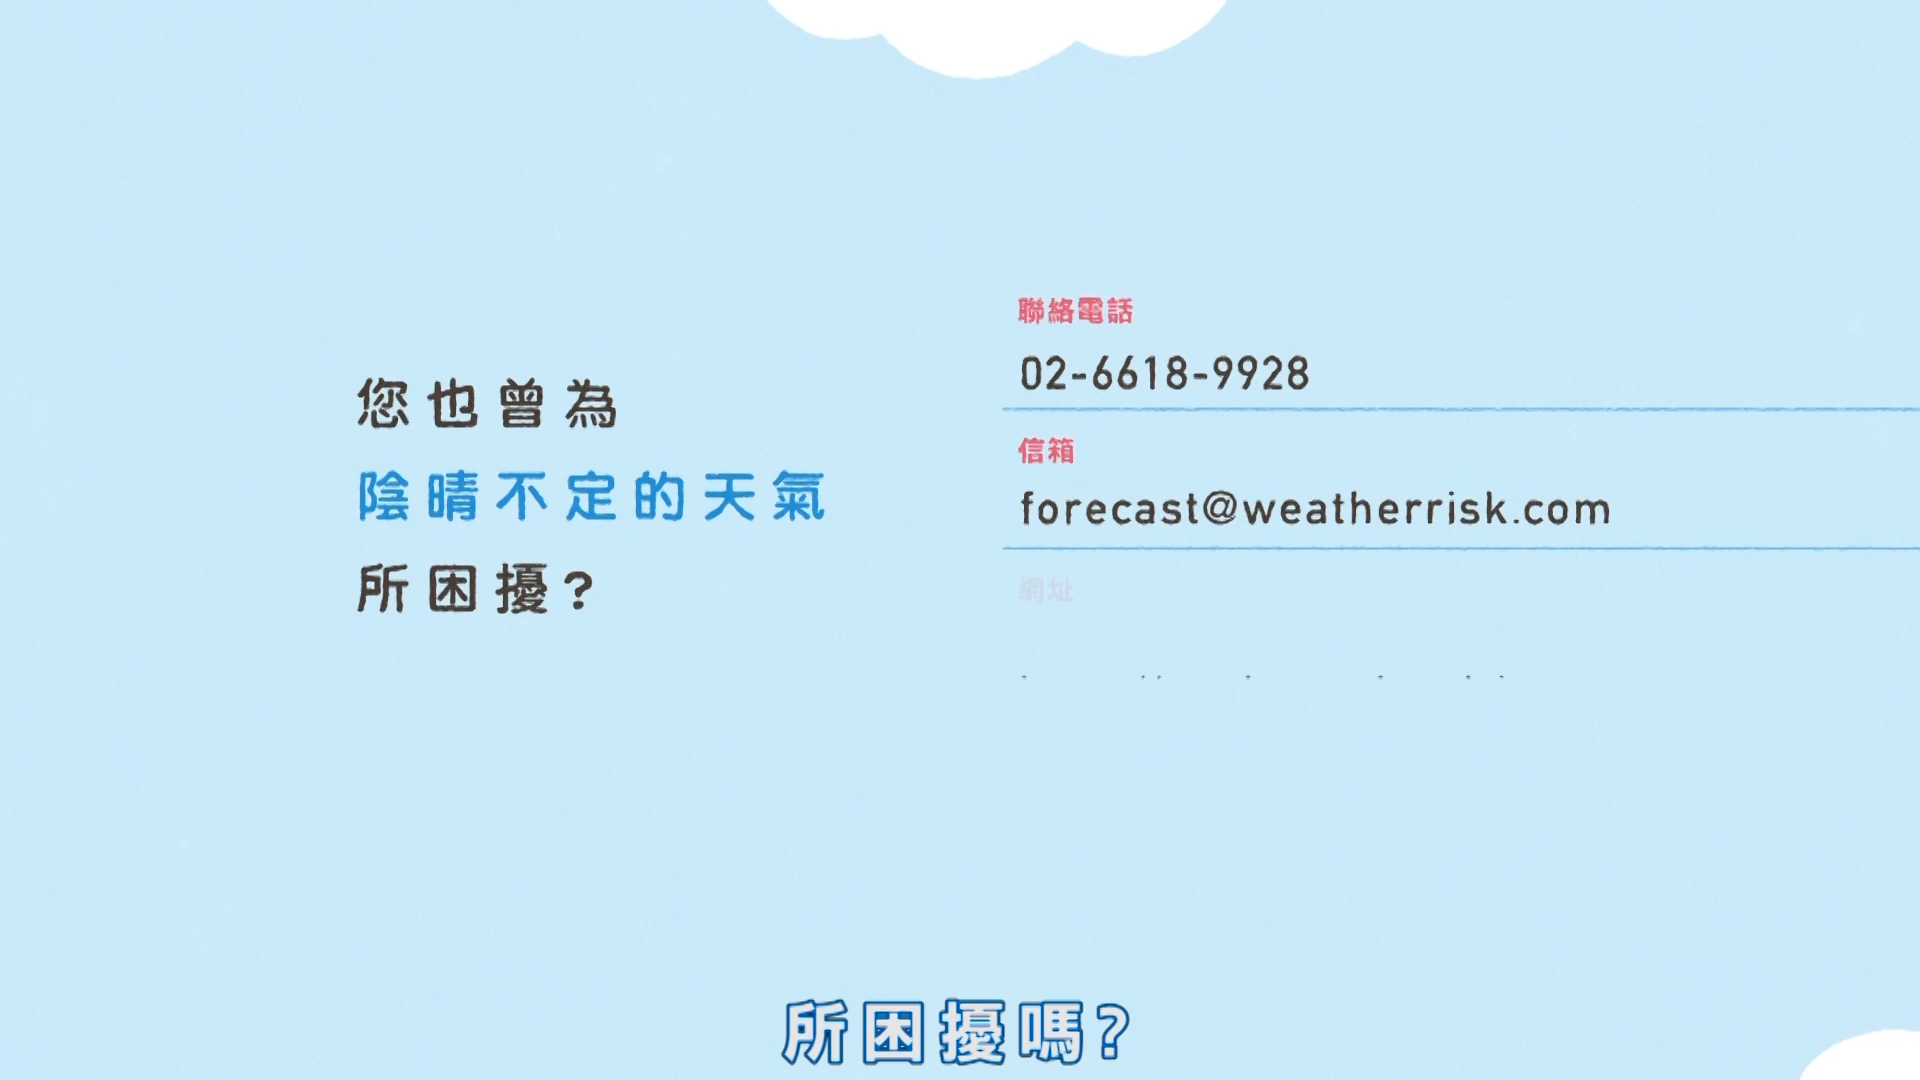 您也曾為
陰晴不定的天氣
所困擾?
聯絡電話
02-6618-9928
信箱
forecast@weatherrisk.com
網址
所困擾嗎?